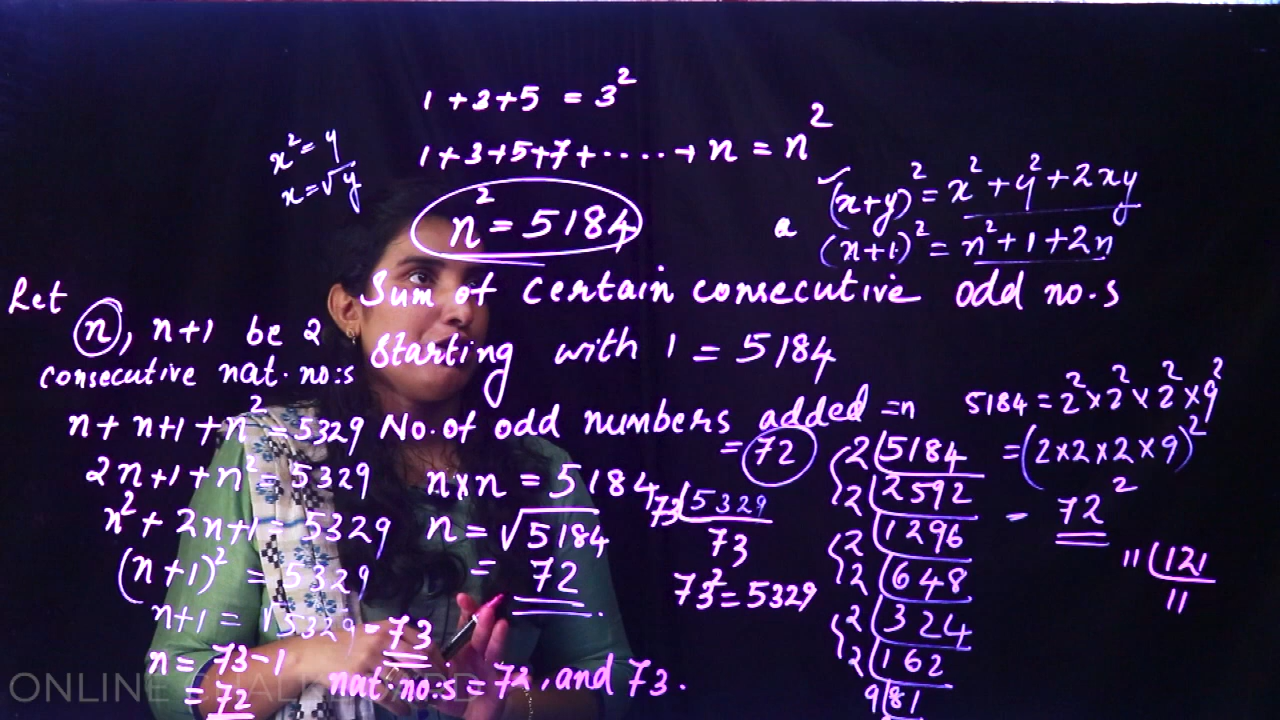 1 + 3 + 5 = 3²
1 + 3 + 5 + 7 + ..... + n = n²
x² = y
x = √y
n² = 5184
(x+y)² = x² + y² + 2xy
a (n+1)² = n² + 1 + 2n
Sum of certain consecutive odd no.s
starting with 1 = 5184
No. of odd numbers added = n
= 72
n x n = 5184
n = √5184
= 72
Let
n, n+1 be 2
consecutive nat. no:s
n + n+1 + n² = 5329
2n + 1 + n² = 5329
n² + 2n + 1 = 5329
(n+1)² = 5329
n+1 = √5329 = 73
n = 73 - 1
= 72
nat. no:s = 72, and 73.
73 5329
73
73² = 5329
2 5184
2 2592
2 1296
2 648
2 324
2 162
9 81
5184 = 2² x 2² x 2² x 9²
= (2 x 2 x 2 x 9)²
= 72²
11 121
11